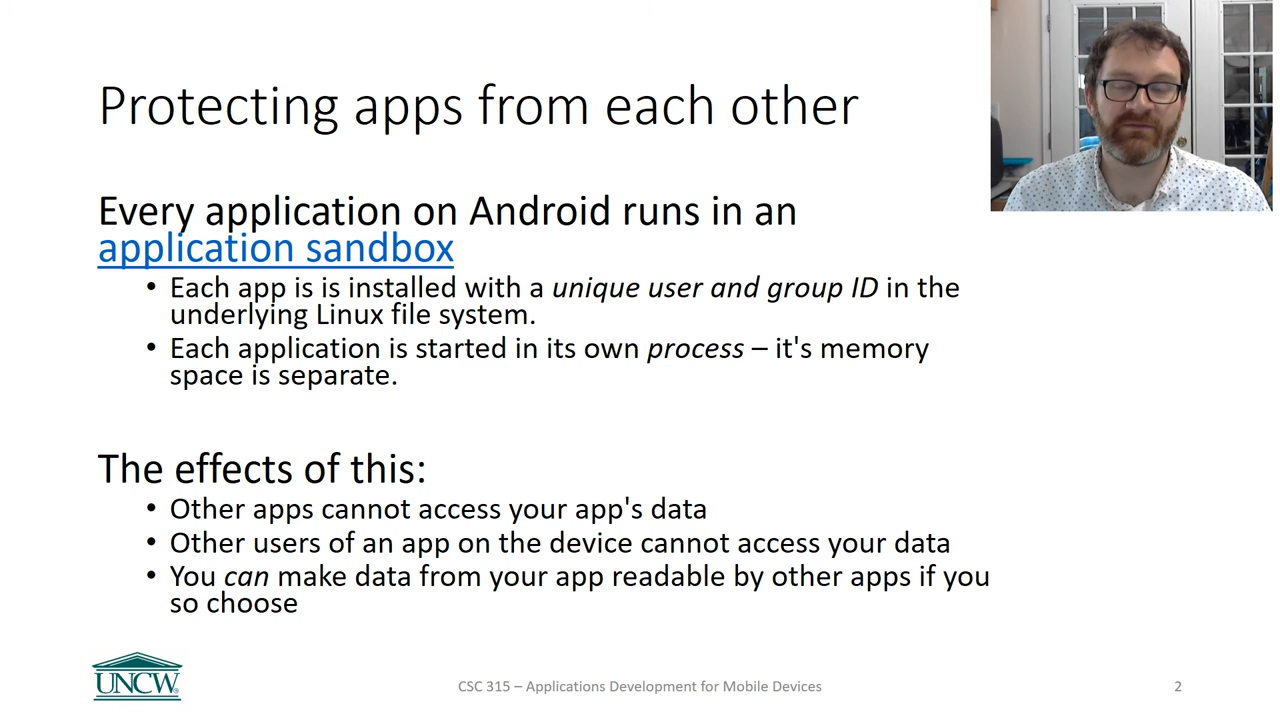 Protecting apps from each other
Every application on Android runs in an
application sandbox
• Each app is is installed with a unique user and group ID in the
underlying Linux file system.
• Each application is started in its own process – it's memory
space is separate.
The effects of this:
• Other apps cannot access your app's data
• Other users of an app on the device cannot access your data
• You can make data from your app readable by other apps if you
so choose
UNCW
CSC 315 – Applications Development for Mobile Devices
2